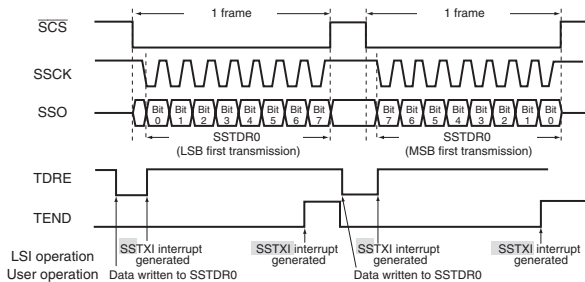 1 frame 1 frame
SCS
SSCK
SSO Bit 0 Bit 1 Bit 2 Bit 3 Bit 4 Bit 5 Bit 6 Bit 7 Bit 7 Bit 6 Bit 5 Bit 4 Bit 3 Bit 2 Bit 1 Bit 0
SSTDR0 SSTDR0
(LSB first transmission) (MSB first transmission)
TDRE
TEND
LSI operation SSTXI interrupt generated SSTXI interrupt generated SSTXI interrupt generated SSTXI interrupt generated
User operation Data written to SSTDR0 Data written to SSTDR0